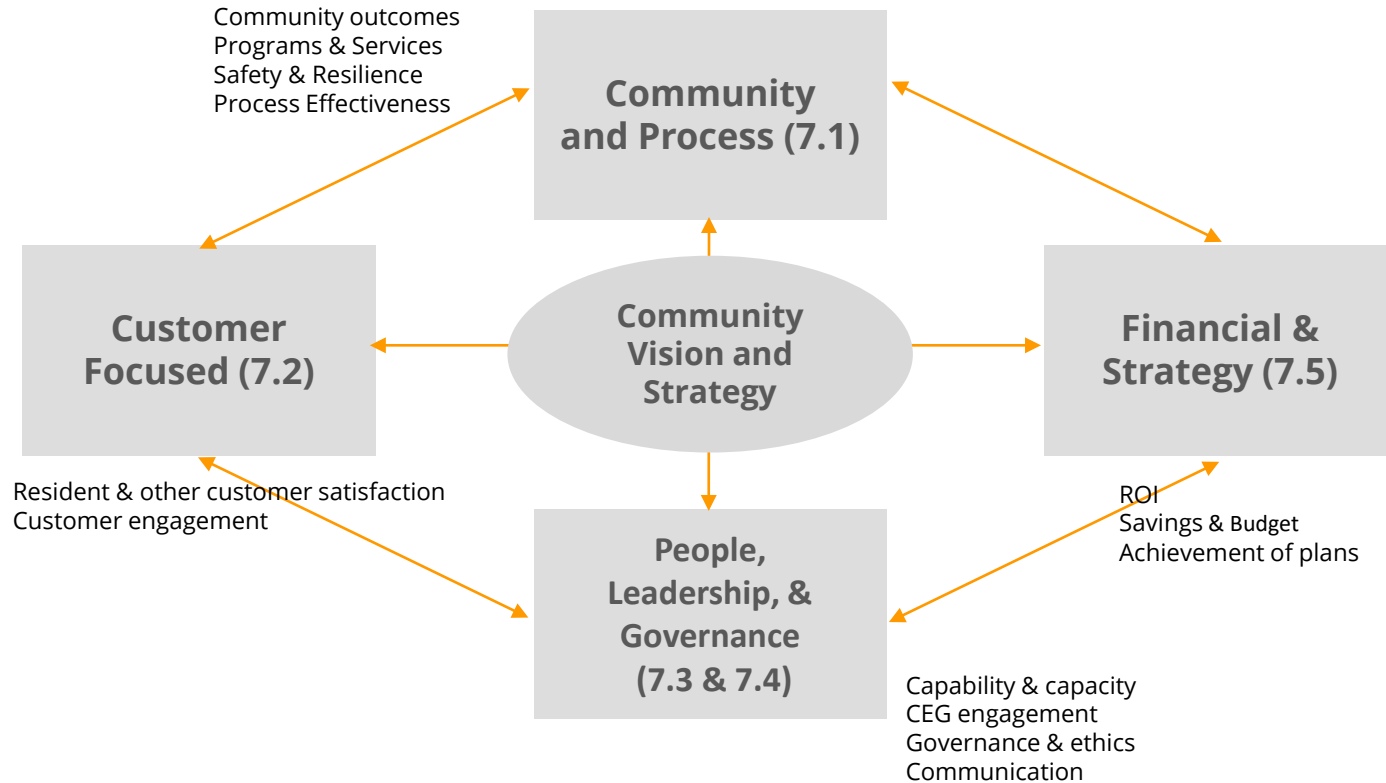 Community outcomes
Programs & Services
Safety & Resilience
Process Effectiveness
Community
and Process (7.1)
Customer
Focused (7.2)
Community
Vision and
Strategy
Financial &
Strategy (7.5)
Resident & other customer satisfaction
Customer engagement
ROI
Savings & Budget
Achievement of plans
People,
Leadership, &
Governance
(7.3 & 7.4)
Capability & capacity
CEG engagement
Governance & ethics
Communication